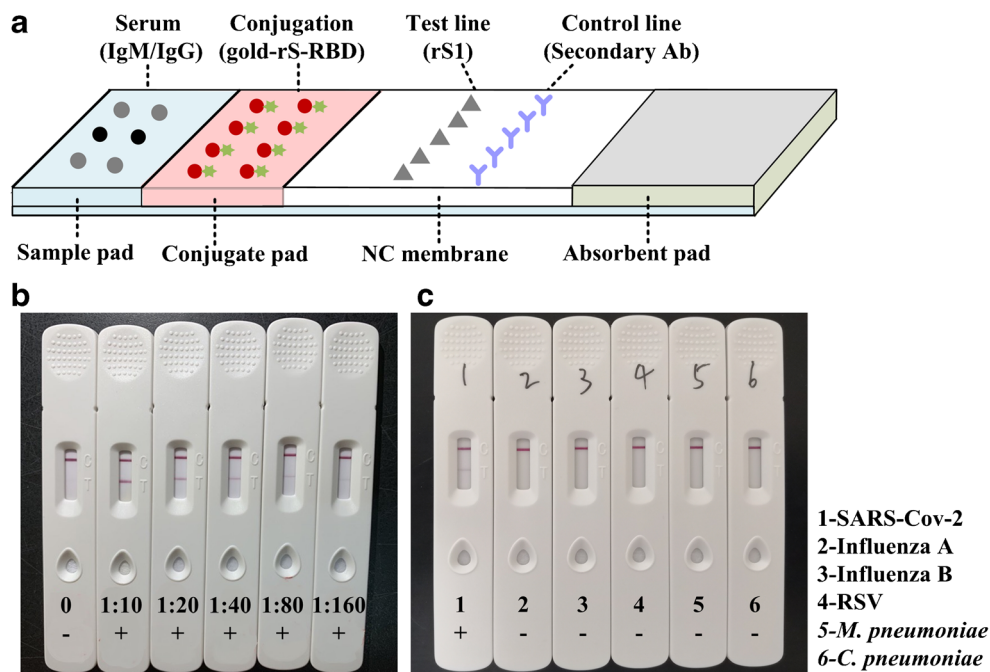 a
Serum
(IgM/IgG)
Conjugation
(gold-rS-RBD)
Test line
(rS1)
Control line
(Secondary Ab)
Sample pad
Conjugate pad
NC membrane
Absorbent pad
b
C
T
C
T
C
T
C
T
C
T
C
T
0
1:10
1:20
1:40
1:80
1:160
-
+
+
+
+
+
c
1
2
3
4
5
6
C
T
C
T
C
T
C
T
C
T
C
T
1
2
3
4
5
6
+
-
-
-
-
-
1-SARS-Cov-2
2-Influenza A
3-Influenza B
4-RSV
5-M. pneumoniae
6-C. pneumoniae